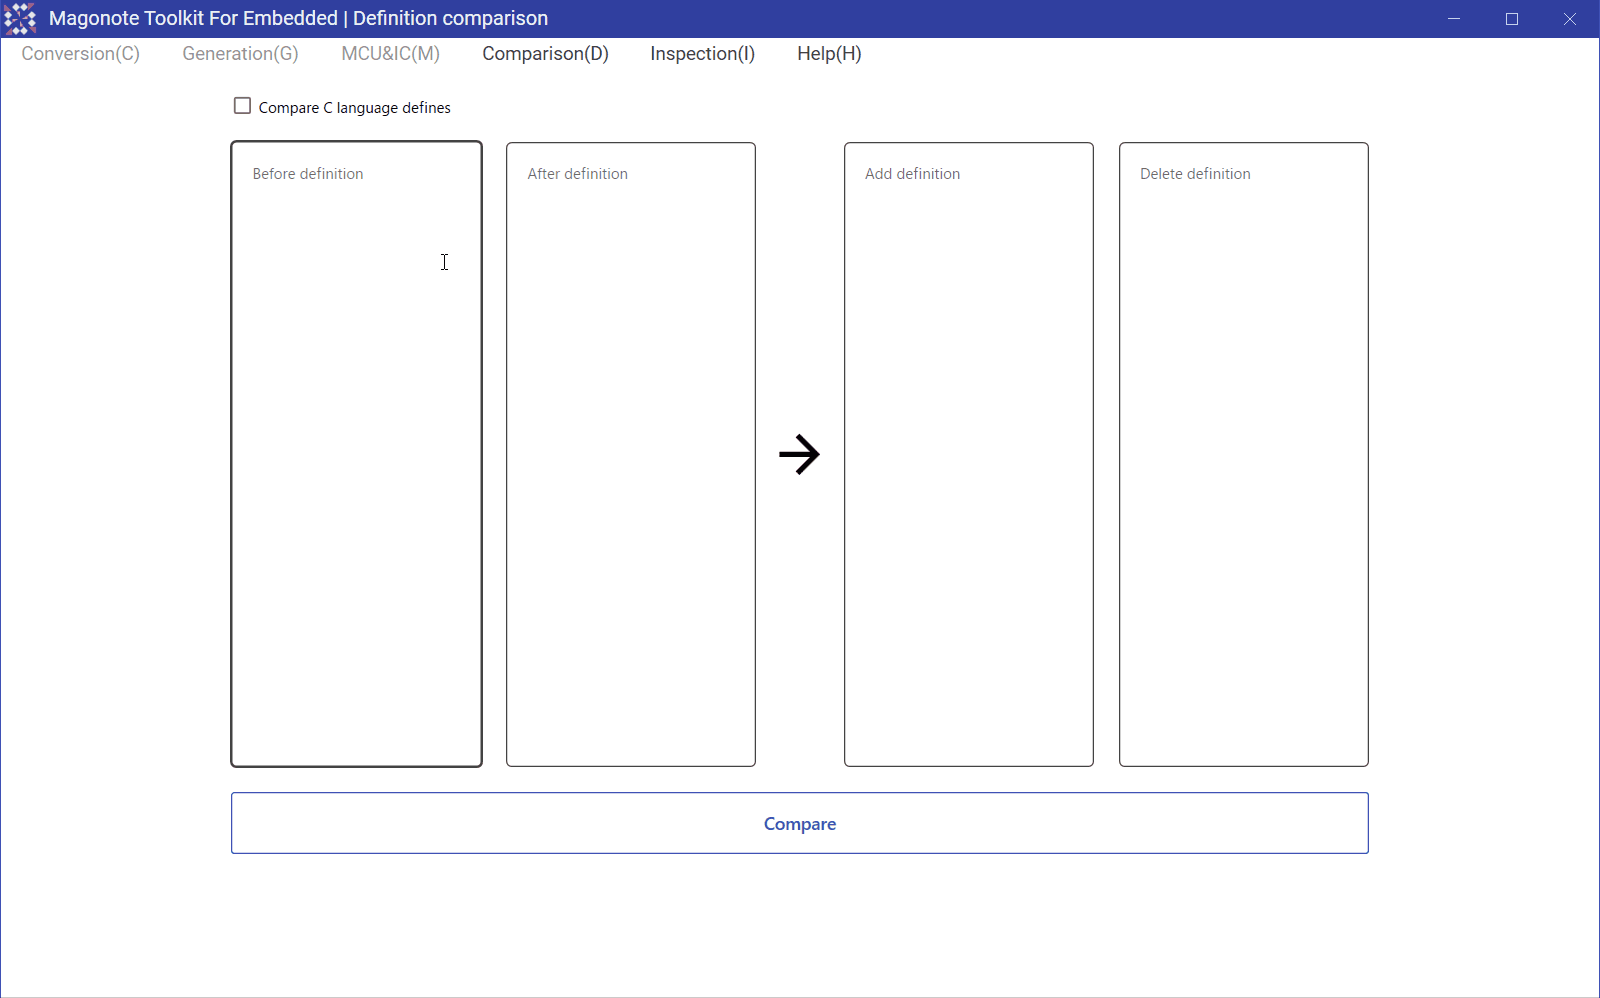 Magonote Toolkit For Embedded | Definition comparison
Conversion(C) Generation(G) MCU&IC(M) Comparison(D) Inspection(I) Help(H)
Compare C language defines
Before definition After definition Add definition Delete definition
Compare